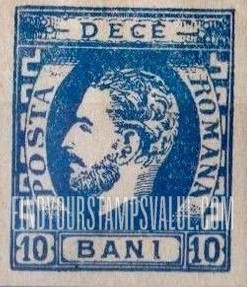 DECE
POSTA
ROMANA
FINDYOURSTAMPSVALUE.COM
10 BANI 10